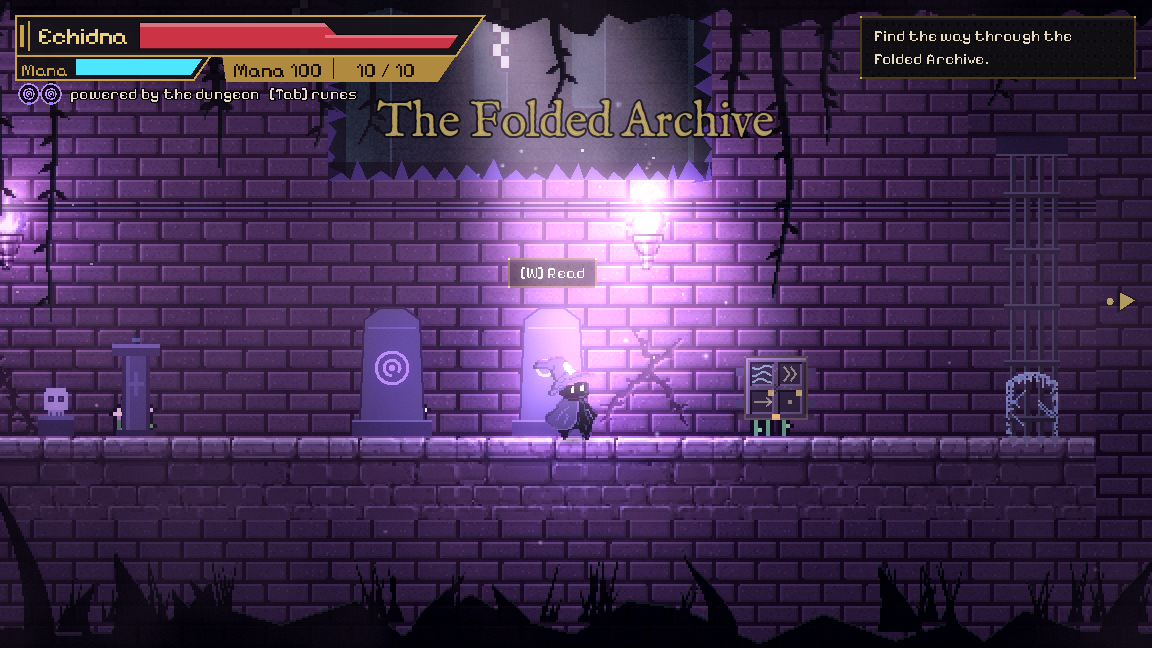 Echidna
Mana
Mana 100
10 / 10
powered by the dungeon [Tab] runes
Find the way through the
Folded Archive.
The Folded Archive
[W] Read